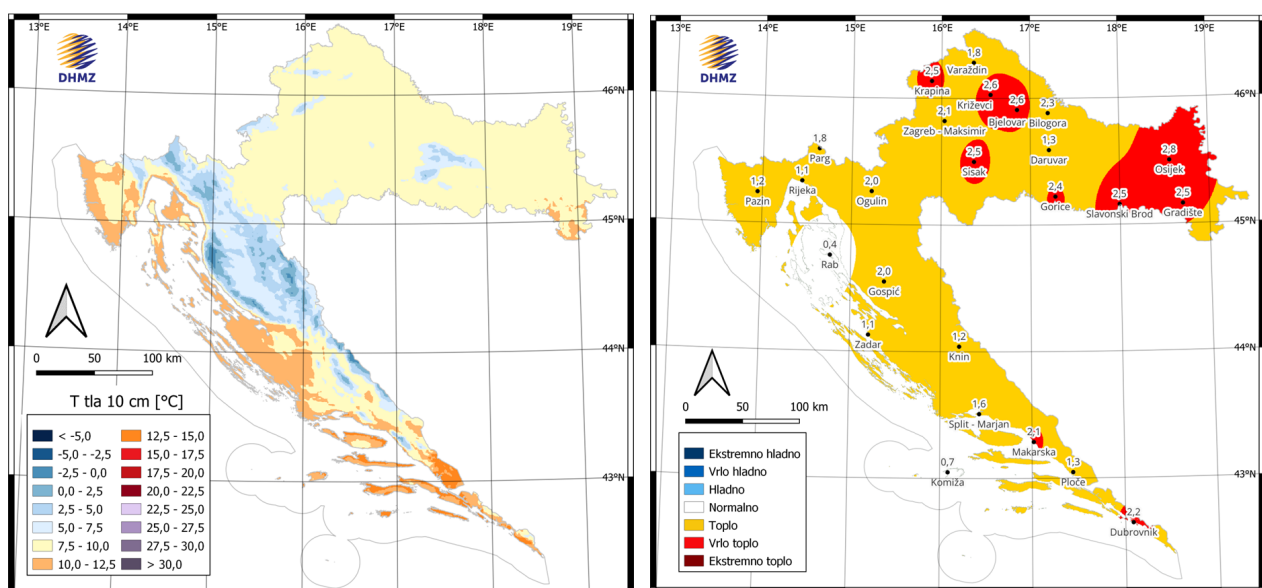 13°E 14°E 15°E 16°E 17°E 18°E 19°E
DHMZ
46°N
45°N
44°N
43°N
0 50 100 km
T tla 10 cm [°C]
< -5,0
-5,0 - -2,5
-2,5 - 0,0
0,0 - 2,5
2,5 - 5,0
5,0 - 7,5
7,5 - 10,0
10,0 - 12,5
12,5 - 15,0
15,0 - 17,5
17,5 - 20,0
20,0 - 22,5
22,5 - 25,0
25,0 - 27,5
27,5 - 30,0
> 30,0
13°E 14°E 15°E 16°E 17°E 18°E 19°E
DHMZ
1,8
Varaždin
2,5
Krapina
2,6
Križevci
2,6
Bjelovar
2,3
Bilogora
2,1
Zagreb - Maksimir
1,3
Daruvar
2,5
Sisak
2,8
Osijek
1,8
Parg
1,1
Rijeka
1,2
Pazin
2,0
Ogulin
2,4
Gorice
2,5
Slavonski Brod
2,5
Gradište
0,4
Rab
2,0
Gospić
1,1
Zadar
1,2
Knin
1,6
Split - Marjan
2,1
Makarska
0,7
Komiža
1,3
Ploče
2,2
Dubrovnik
46°N
45°N
44°N
43°N
0 50 100 km
Ekstremno hladno
Vrlo hladno
Hladno
Normalno
Toplo
Vrlo toplo
Ekstremno toplo